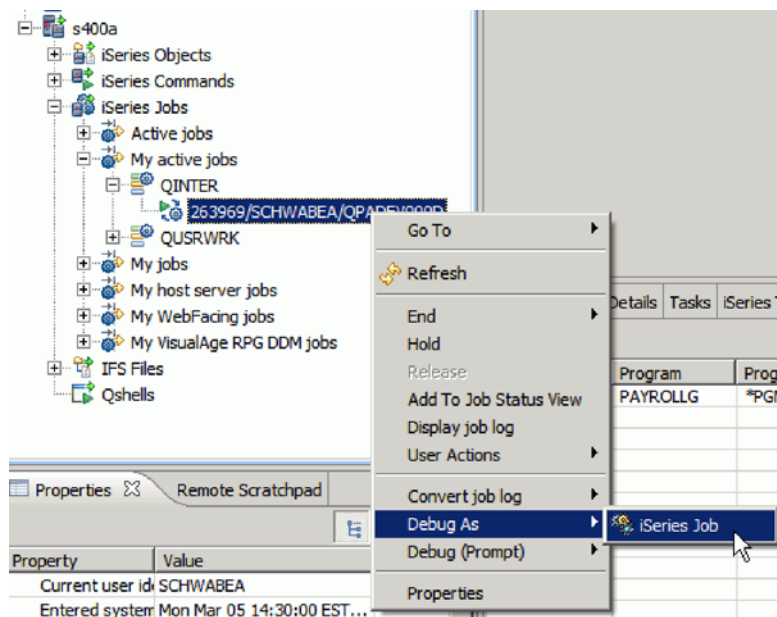 s400a
iSeries Objects
iSeries Commands
iSeries Jobs
Active jobs
My active jobs
QINTER
263969/SCHWABEA/QPADEV000D
QUSRWRK
My jobs
My host server jobs
My WebFacing jobs
My VisualAge RPG DDM jobs
IFS Files
Qshells
Go To
Refresh
End
Hold
Release
Add To Job Status View
Display job log
User Actions
Convert job log
Debug As
Debug (Prompt)
Properties
iSeries Job
Details Tasks iSeries
Program Prog
PAYROLLG *PGM
Properties Remote Scratchpad
Property Value
Current user id SCHWABEA
Entered system Mon Mar 05 14:30:00 EST...